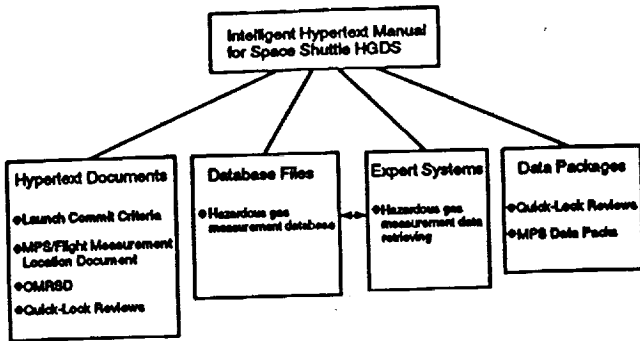 Intelligent Hypertext Manual
for Space Shuttle HGDS
Hypertext Documents
◆Launch Commit Criteria
◆MPS/Flight Measurement
Location Document
◆OMRSD
◆Quick-Look Reviews
Database Files
◆Hazardous gas
measurement database
Expert Systems
◆Hazardous gas
measurement data
retrieving
Data Packages
◆Quick-Look Reviews
◆MPS Data Packs